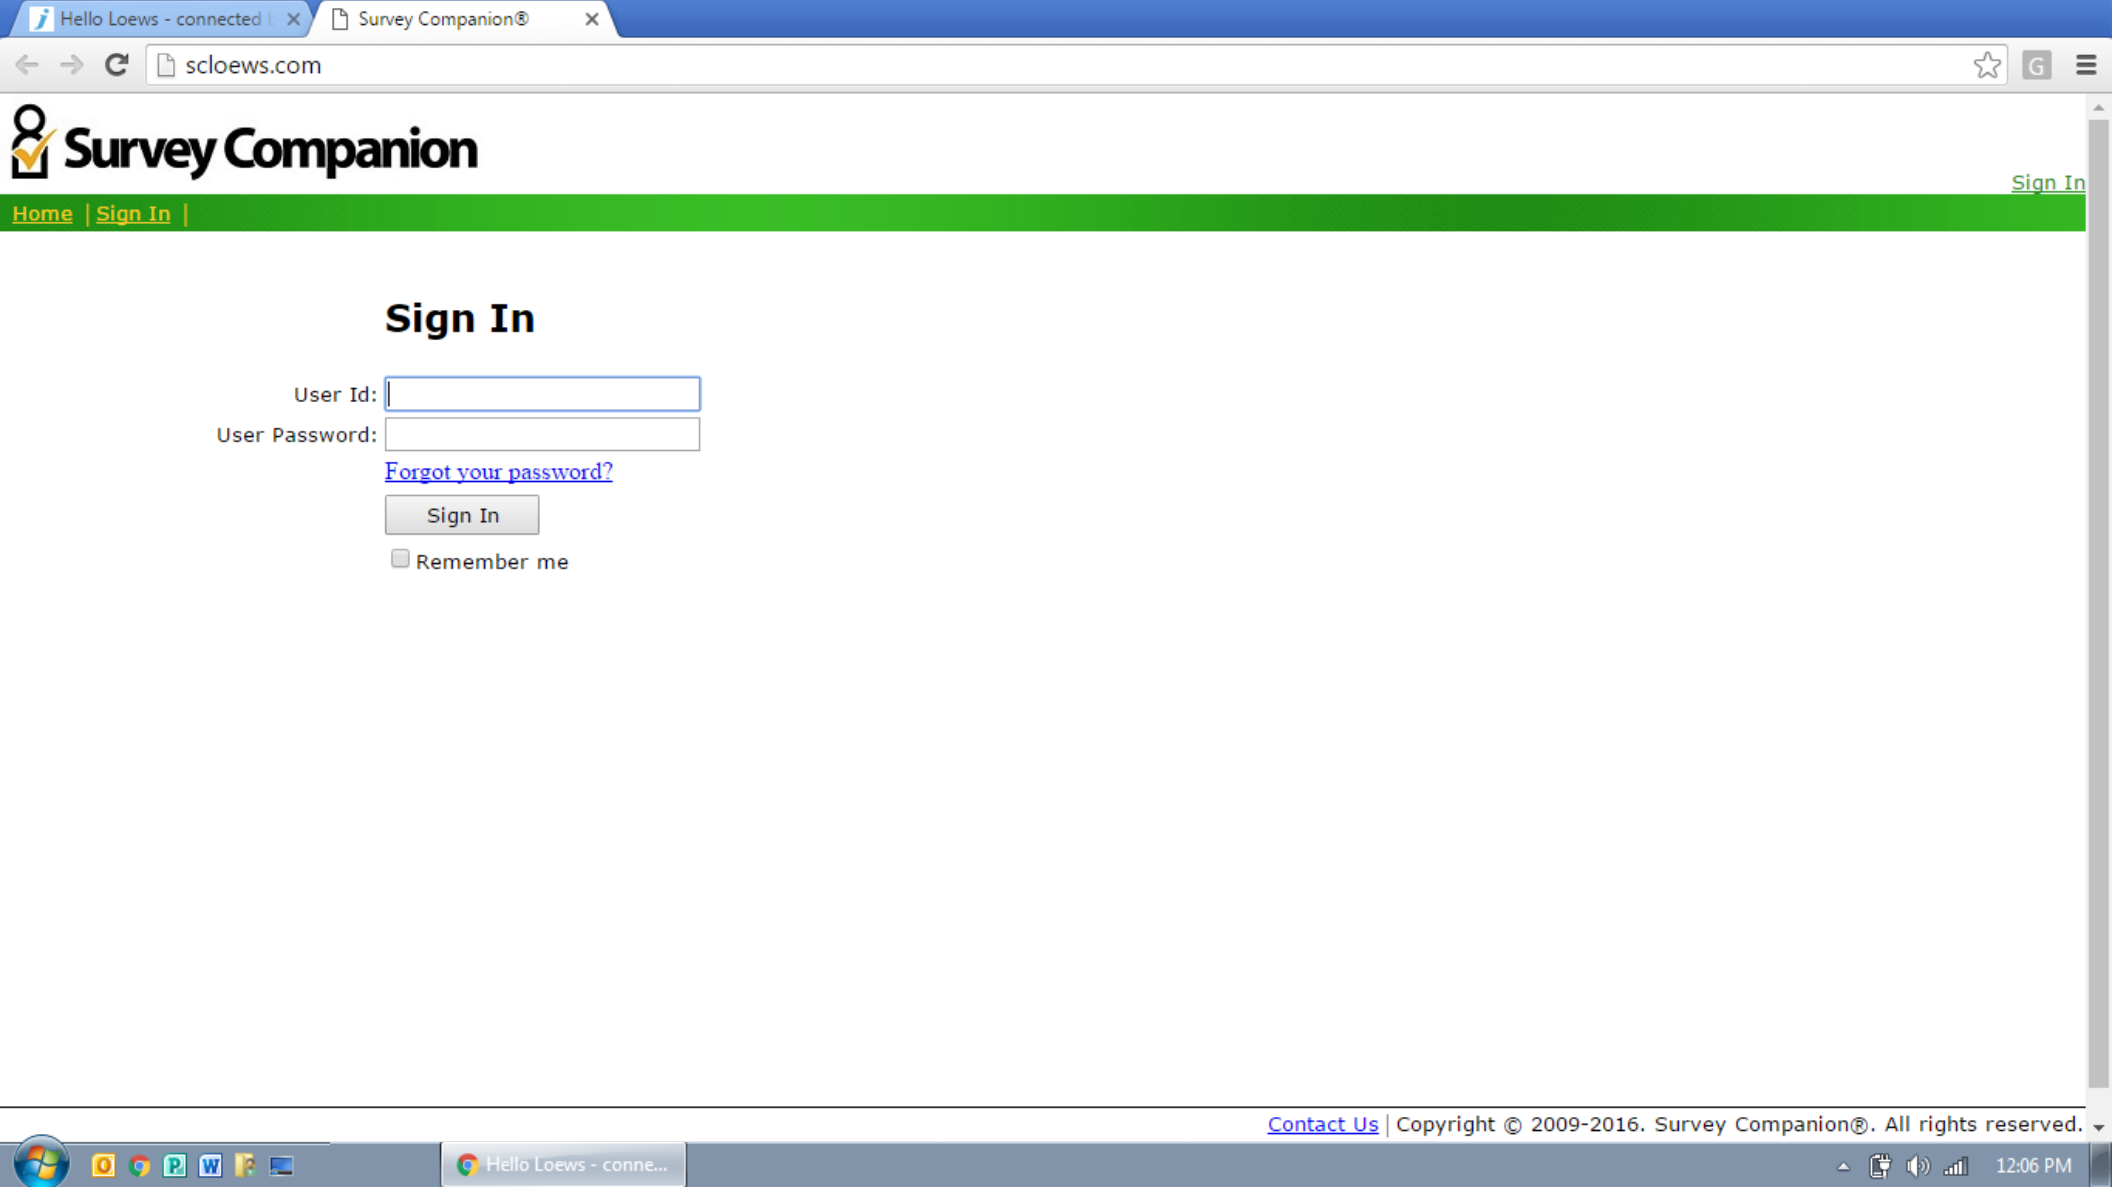 Hello Loews - connected
Survey Companion®
scloews.com
G
Survey Companion
Sign In
Home | Sign In |
Sign In
User Id:
User Password:
Forgot your password?
Sign In
Remember me
Contact Us | Copyright © 2009-2016. Survey Companion®. All rights reserved.
Hello Loews - conne...
12:06 PM